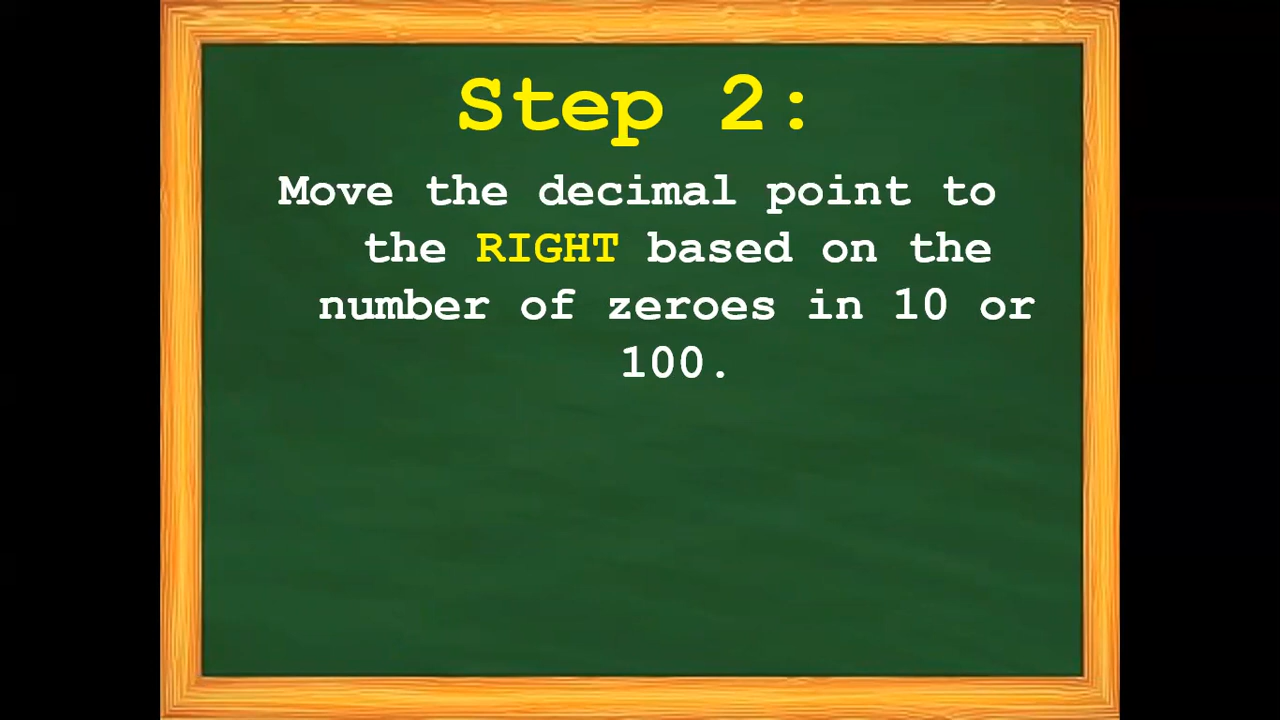 Step 2:
Move the decimal point to
the RIGHT based on the
number of zeroes in 10 or
100.